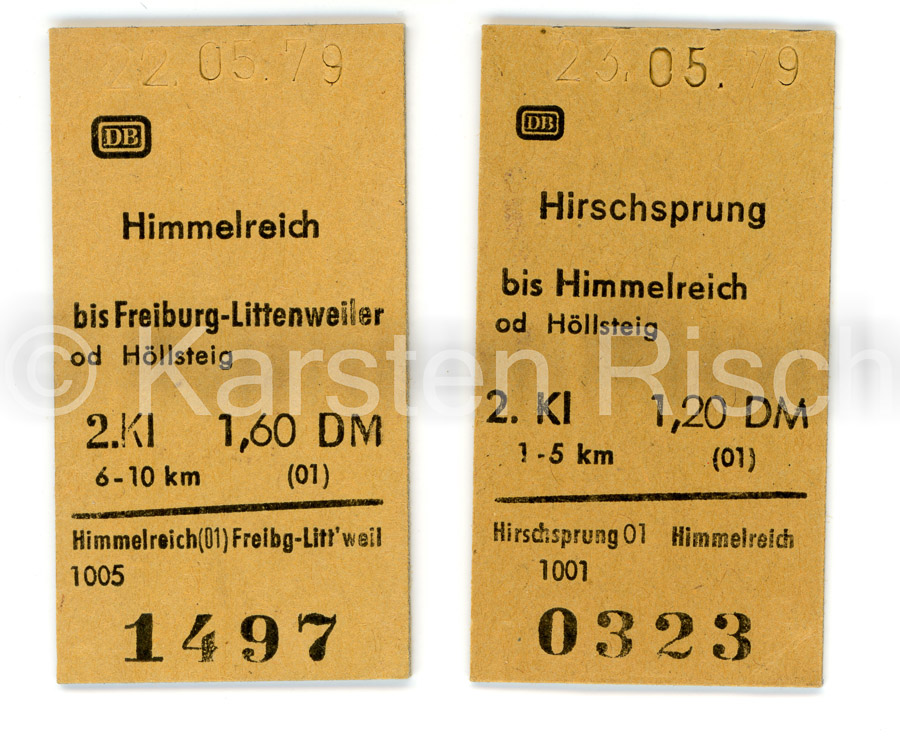 22.05.79
DB
Himmelreich
bis Freiburg-Littenweiler
od Höllsteig
2.Kl 1,60 DM
6-10 km (01)
Himmelreich(01)Freibg-Litt'weil
1005
1497
23.05.79
DB
Hirschsprung
bis Himmelreich
od Höllsteig
2. Kl 1,20 DM
1-5 km (01)
Hirschsprung 01 Himmelreich
1001
0323
© Karsten Risch